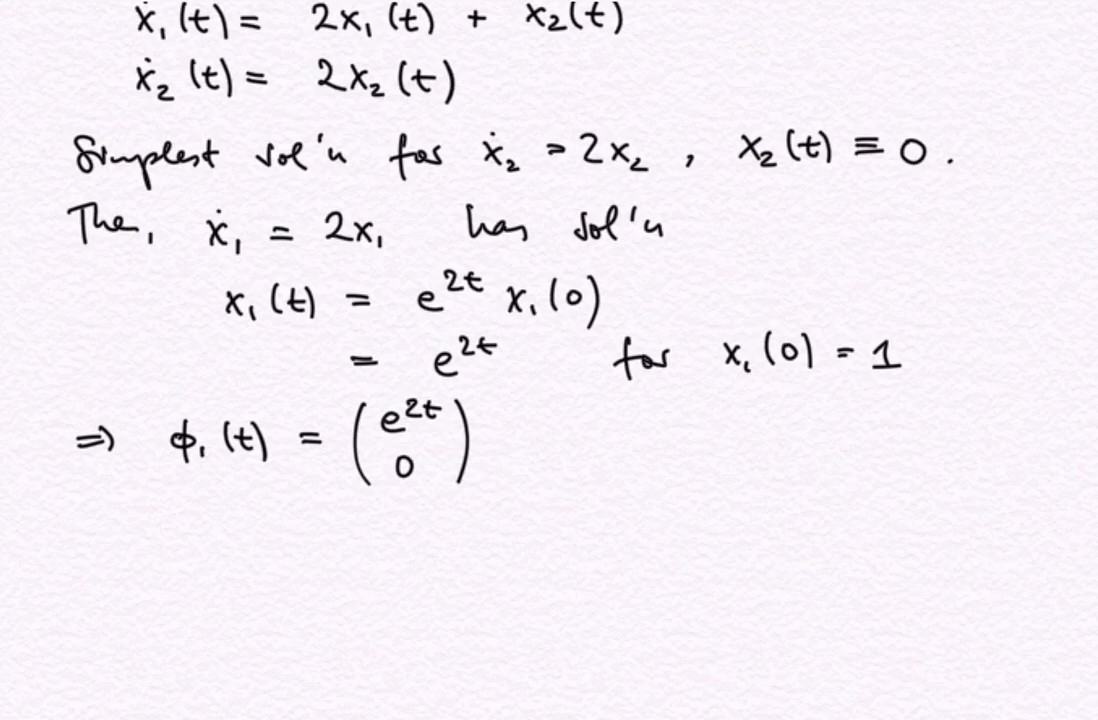 ẋ₁(t) = 2x₁(t) + x₂(t)
ẋ₂(t) = 2x₂(t)
Simplest sol'n for ẋ₂ = 2x₂, x₂(t) ≡ 0.
Then, ẋ₁ = 2x₁ has sol'n
x₁(t) = e^{2t} x₁(0)
= e^{2t} for x₁(0) = 1
⇒ ϕ₁(t) = (e^{2t}
0)